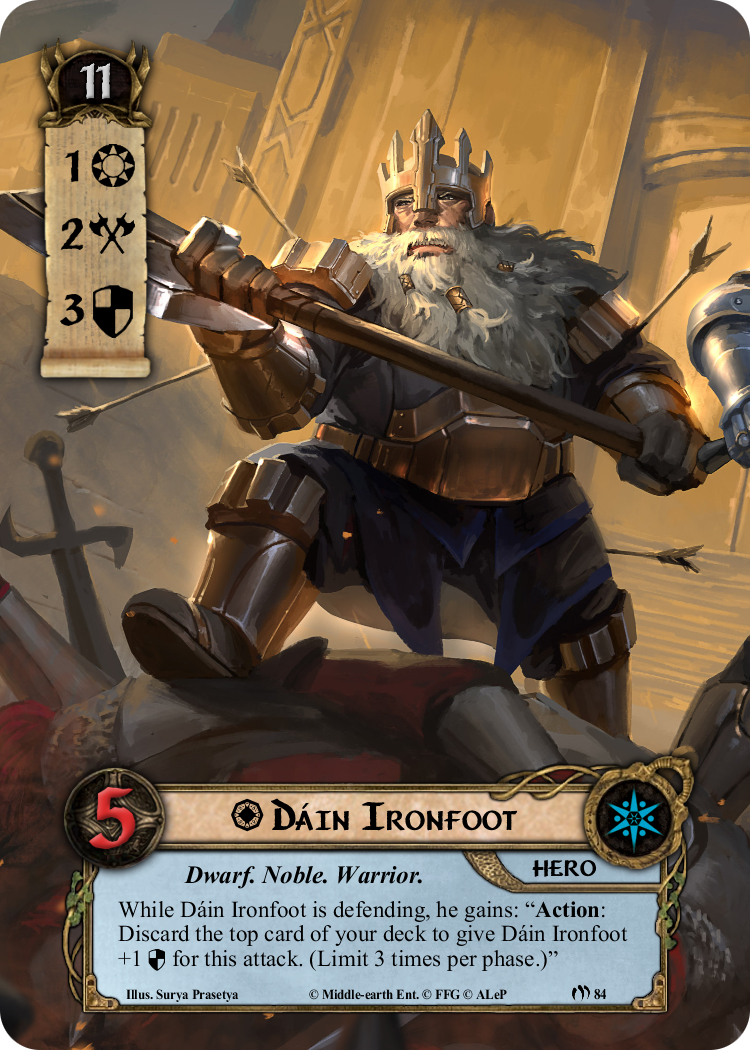 11
1
2
3
5
DÁIN IRONFOOT
HERO
Dwarf. Noble. Warrior.
While Dáin Ironfoot is defending, he gains: “Action:
Discard the top card of your deck to give Dáin Ironfoot
+1 for this attack. (Limit 3 times per phase.)”
Illus. Surya Prasetya © Middle-earth Ent. © FFG © ALeP 84